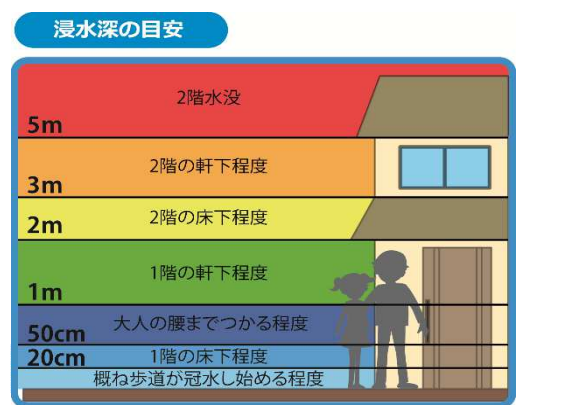 浸水深の目安
2階水没
5m
2階の軒下程度
3m
2階の床下程度
2m
1階の軒下程度
1m
大人の腰までつかる程度
50cm
1階の床下程度
20cm
概ね歩道が冠水し始める程度